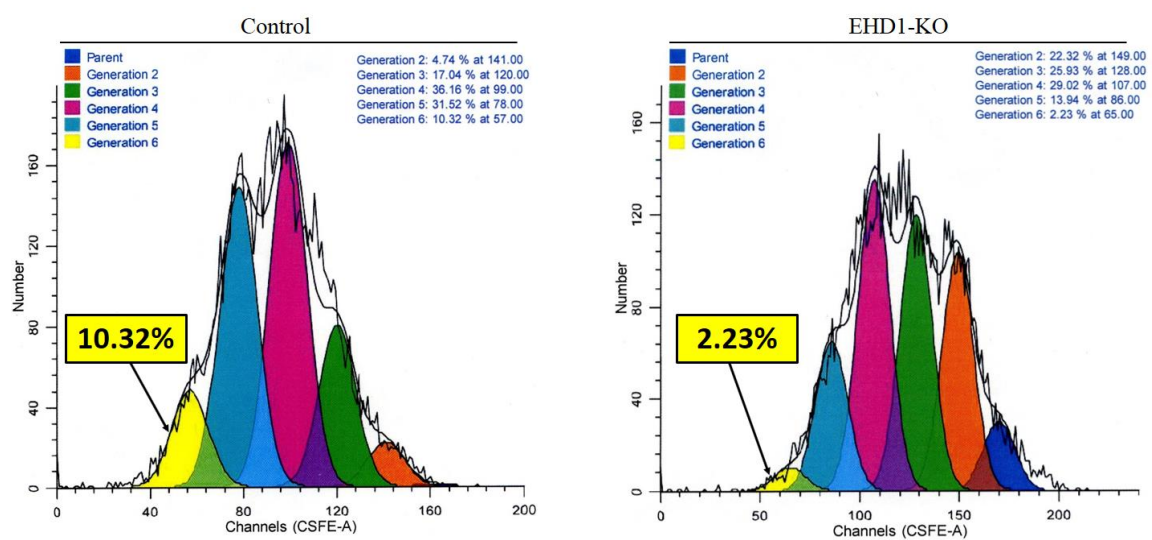 Control
Parent
Generation 2
Generation 3
Generation 4
Generation 5
Generation 6
Generation 2: 4.74 % at 141.00
Generation 3: 17.04 % at 120.00
Generation 4: 36.16 % at 99.00
Generation 5: 31.52 % at 78.00
Generation 6: 10.32 % at 57.00
Number
160
120
80
40
0
10.32%
0
40
80
120
160
200
Channels (CSFE-A)
EHD1-KO
Parent
Generation 2
Generation 3
Generation 4
Generation 5
Generation 6
Generation 2: 22.32 % at 149.00
Generation 3: 25.93 % at 128.00
Generation 4: 29.02 % at 107.00
Generation 5: 13.94 % at 86.00
Generation 6: 2.23 % at 65.00
Number
160
120
80
40
0
2.23%
0
50
100
150
200
Channels (CSFE-A)